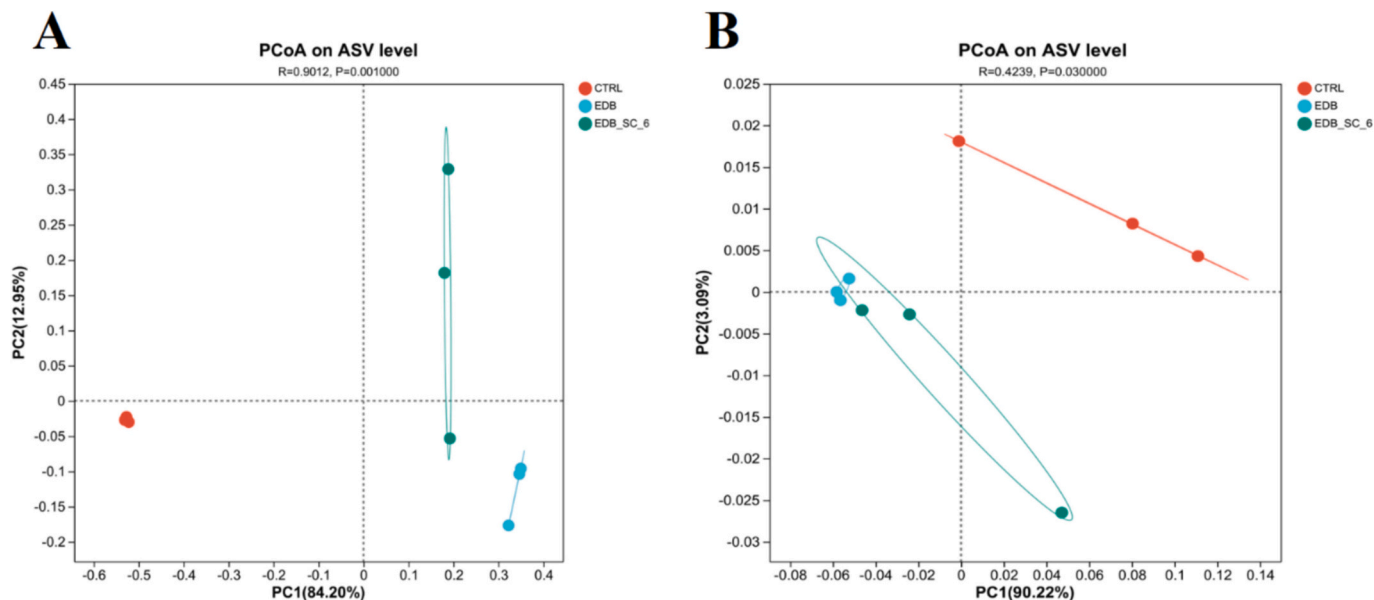 A
PCoA on ASV level
R=0.9012, P=0.001000
0.45
0.4
0.35
0.3
0.25
0.2
0.15
0.1
0.05
0
-0.05
-0.1
-0.15
-0.2
PC2(12.95%)
-0.6 -0.5 -0.4 -0.3 -0.2 -0.1 0 0.1 0.2 0.3 0.4
PC1(84.20%)
CTRL
EDB
EDB_SC_6
B
PCoA on ASV level
R=0.4239, P=0.030000
0.025
0.02
0.015
0.01
0.005
0
-0.005
-0.01
-0.015
-0.02
-0.025
-0.03
PC2(3.09%)
-0.08 -0.06 -0.04 -0.02 0 0.02 0.04 0.06 0.08 0.1 0.12 0.14
PC1(90.22%)
CTRL
EDB
EDB_SC_6